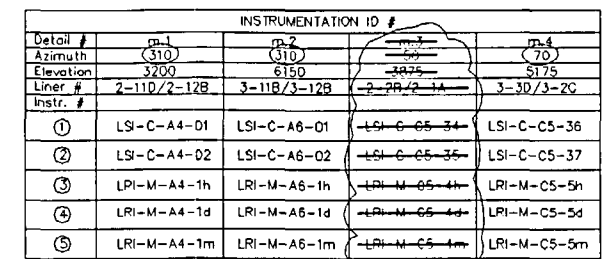 INSTRUMENTATION ID #
Detail # m.1 m.2 m.3 m.4
Azimuth 310 310 50 70
Elevation 3200 6150 3875 5175
Liner # 2-11D/2-12B 3-11B/3-12B 2-2B/2-1A 3-3D/3-2C
Instr. #
① LSI-C-A4-01 LSI-C-A6-01 LSI-C-C5-34 LSI-C-C5-36
② LSI-C-A4-02 LSI-C-A6-02 LSI-C-C5-35 LSI-C-C5-37
③ LRI-M-A4-1h LRI-M-A6-1h LRI-M-C5-4h LRI-M-C5-5h
④ LRI-M-A4-1d LRI-M-A6-1d LRI-M-C5-4d LRI-M-C5-5d
⑤ LRI-M-A4-1m LRI-M-A6-1m LRI-M-C5-4m LRI-M-C5-5m